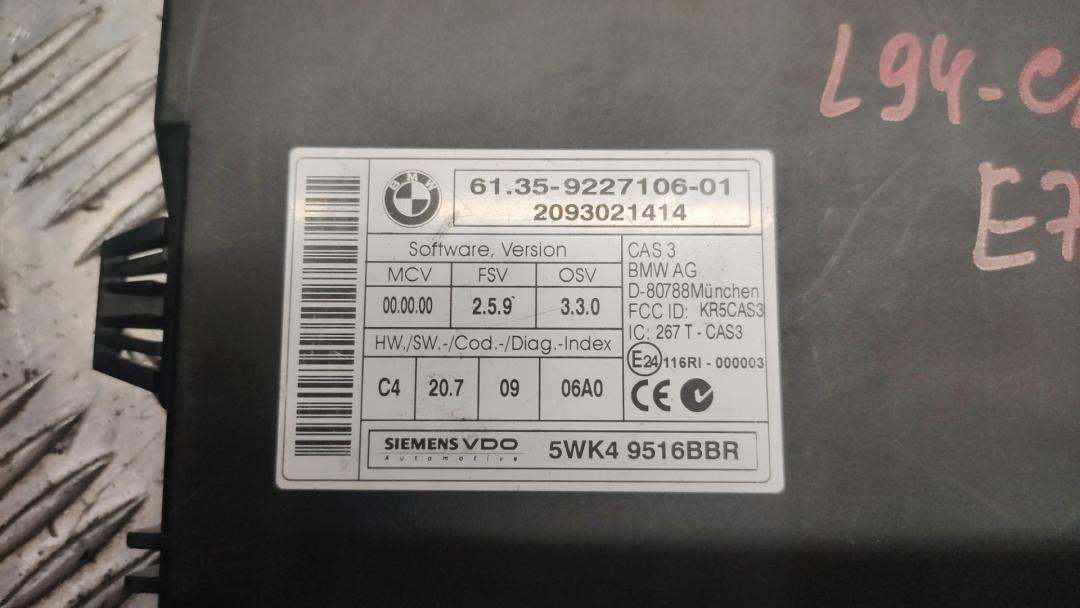 L94-
BMW
61.35-9227106-01
2093021414
Software, Version
MCV FSV OSV
00.00.00 2.5.9 3.3.0
HW./SW.-/Cod.-/Diag.-Index
C4 20.7 09 06A0
CAS 3
BMW AG
D-80788München
FCC ID: KR5CAS3
IC: 267 T - CAS3
E24 116RI - 000003
CE
SIEMENS VDO
Automotive
5WK4 9516BBR